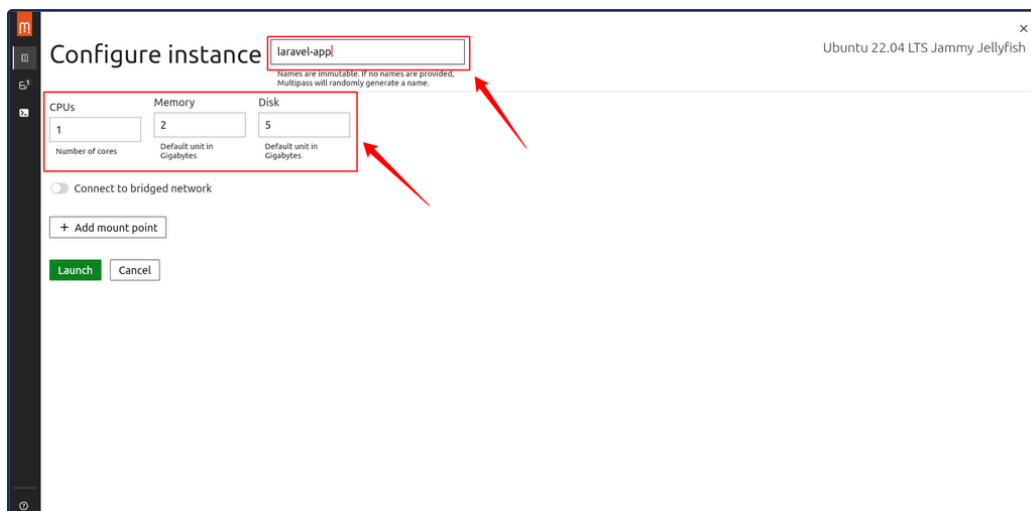 m
Configure instance
laravel-app
Names are immutable. If no names are provided,
Multipass will randomly generate a name.
Ubuntu 22.04 LTS Jammy Jellyfish
1
CPUs
Memory
Disk
1
2
5
Number of cores
Default unit in
Gigabytes
Default unit in
Gigabytes
Connect to bridged network
+ Add mount point
Launch
Cancel